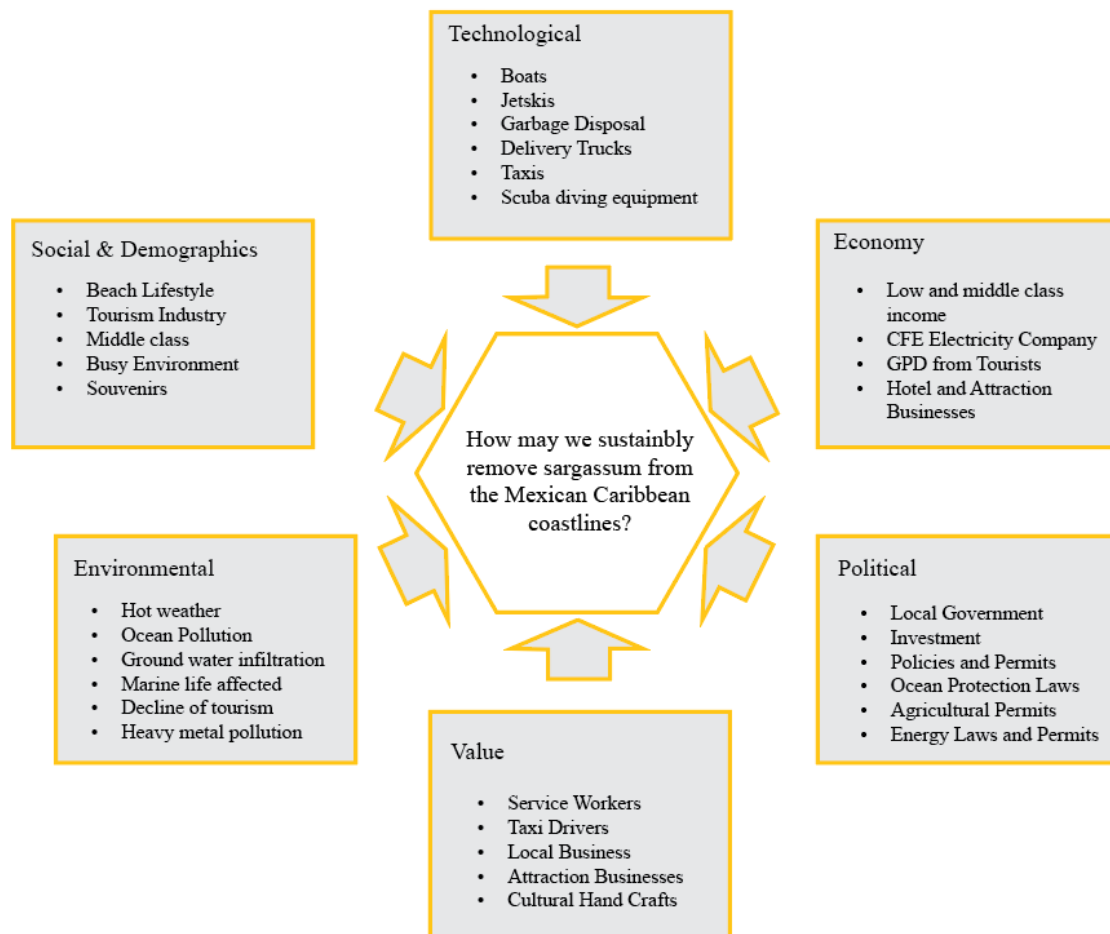 Technological
• Boats
• Jetskis
• Garbage Disposal
• Delivery Trucks
• Taxis
• Scuba diving equipment
Social & Demographics
• Beach Lifestyle
• Tourism Industry
• Middle class
• Busy Environment
• Souvenirs
Economy
• Low and middle class
income
• CFE Electricity Company
• GPD from Tourists
• Hotel and Attraction
Businesses
How may we sustainbly
remove sargassum from
the Mexican Caribbean
coastlines?
Environmental
• Hot weather
• Ocean Pollution
• Ground water infiltration
• Marine life affected
• Decline of tourism
• Heavy metal pollution
Political
• Local Government
• Investment
• Policies and Permits
• Ocean Protection Laws
• Agricultural Permits
• Energy Laws and Permits
Value
• Service Workers
• Taxi Drivers
• Local Business
• Attraction Businesses
• Cultural Hand Crafts